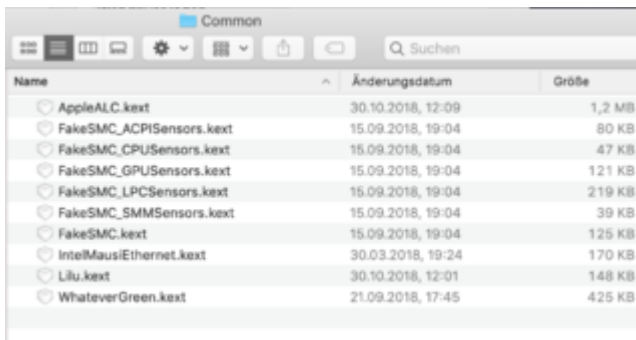 Common
Suchen
Name Änderungsdatum Größe
AppleALC.kext 30.10.2018, 12:09 1,2 MB
FakeSMC_ACPISensors.kext 15.09.2018, 19:04 80 KB
FakeSMC_CPUSensors.kext 15.09.2018, 19:04 47 KB
FakeSMC_GPUSensors.kext 15.09.2018, 19:04 121 KB
FakeSMC_LPCSensors.kext 15.09.2018, 19:04 219 KB
FakeSMC_SMMSensors.kext 15.09.2018, 19:04 39 KB
FakeSMC.kext 15.09.2018, 19:04 125 KB
IntelMausiEthernet.kext 30.03.2018, 19:24 170 KB
Lilu.kext 30.10.2018, 12:01 148 KB
WhateverGreen.kext 21.09.2018, 17:45 425 KB